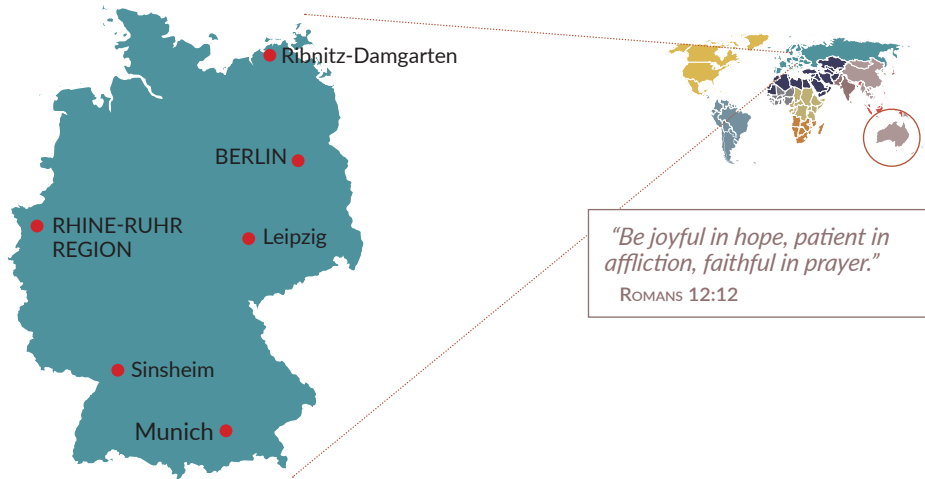 Ribnitz-Damgarten
BERLIN
RHINE-RUHR
REGION
Leipzig
Sinsheim
Munich
“Be joyful in hope, patient in
affliction, faithful in prayer.”
Romans 12:12